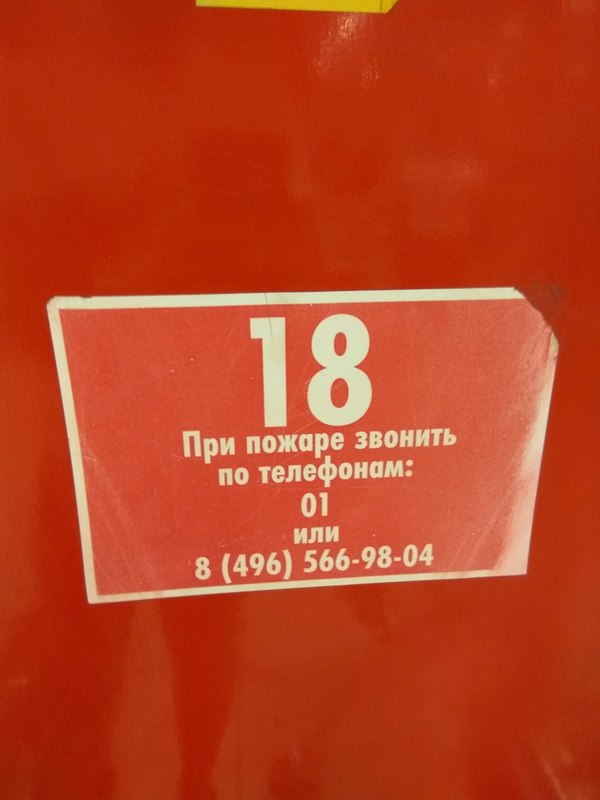 18
При пожаре звонить
по телефонам:
01
или
8 (496) 566-98-04